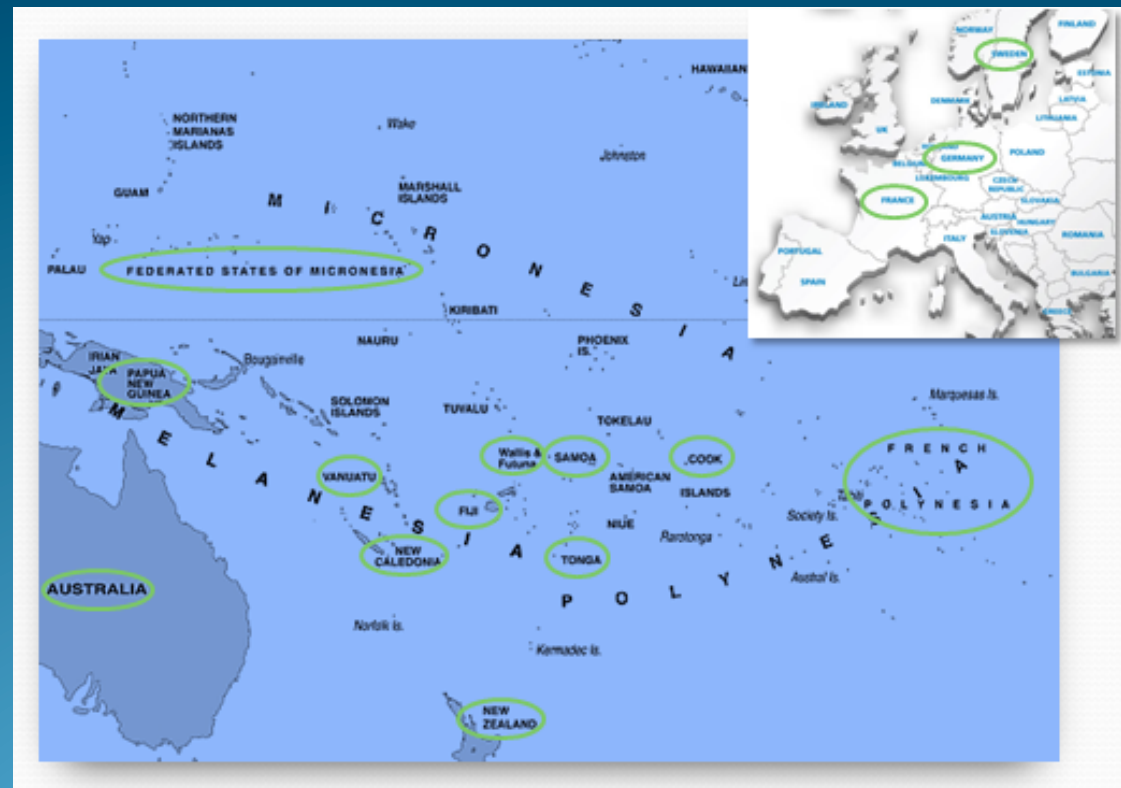 HAWAIIAN
NORTHERN
MARIANAS
ISLANDS
Wake
Johnston
GUAM
MARSHALL
ISLANDS
MICRONESIA
Yap
PALAU
FEDERATED STATES OF MICRONESIA
KIRIBATI
NAURU
PHOENIX
IS.
IRIAN
PAPUA
NEW
GUINEA
Bougainville
SOLOMON
ISLANDS
TUVALU
TOKELAU
Marquesas Is.
MELANESIA
Wallis &
Futuna
SAMOA
COOK
ISLANDS
AMERICAN
SAMOA
FRENCH
POLYNESIA
VANUATU
FIJI
NIUE
Society Is.
Rarotonga
NEW
CALEDONIA
TONGA
Austral Is.
POLYNESIA
AUSTRALIA
Norfolk Is.
Kermadec Is.
NEW
ZEALAND
NORWAY
FINLAND
SWEDEN
ESTONIA
LATVIA
LITHUANIA
DENMARK
IRELAND
UK
GERMANY
POLAND
LUXEMBOURG
CZECH
REPUBLIC
SLOVAKIA
FRANCE
AUSTRIA
HUNGARY
SLOVENIA
ITALY
ROMANIA
PORTUGAL
SPAIN
BULGARIA
GREECE